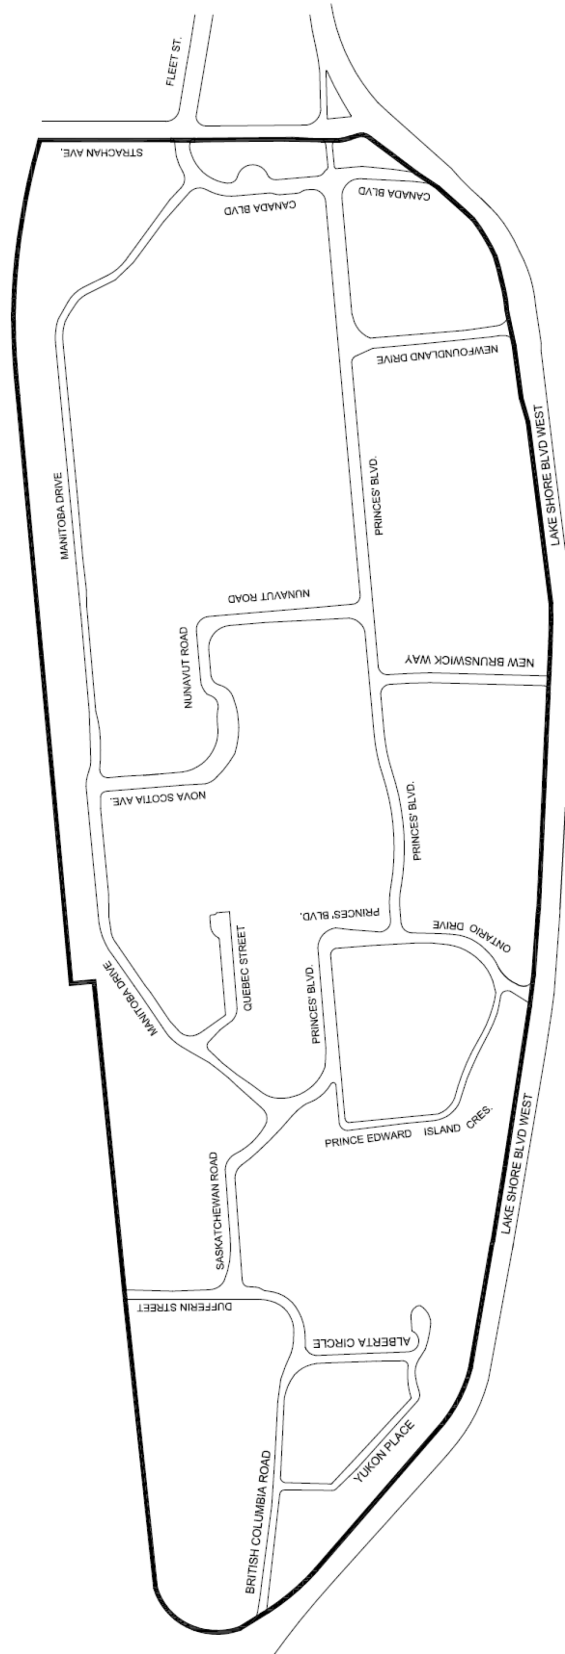 FLEET ST.
STRACHAN AVE.
CANADA BLVD
CANADA BLVD
NEWFOUNDLAND DRIVE
LAKE SHORE BLVD WEST
MANITOBA DRIVE
PRINCES' BLVD.
NUNAVUT ROAD
NUNAVUT ROAD
NEW BRUNSWICK WAY
NOVA SCOTIA AVE.
PRINCES' BLVD.
PRINCES' BLVD.
ONTARIO DRIVE
QUEBEC STREET
MANITOBA DRIVE
PRINCES' BLVD.
PRINCE EDWARD ISLAND CRES.
LAKE SHORE BLVD WEST
SASKATCHEWAN ROAD
DUFFERIN STREET
ALBERTA CIRCLE
YUKON PLACE
BRITISH COLUMBIA ROAD